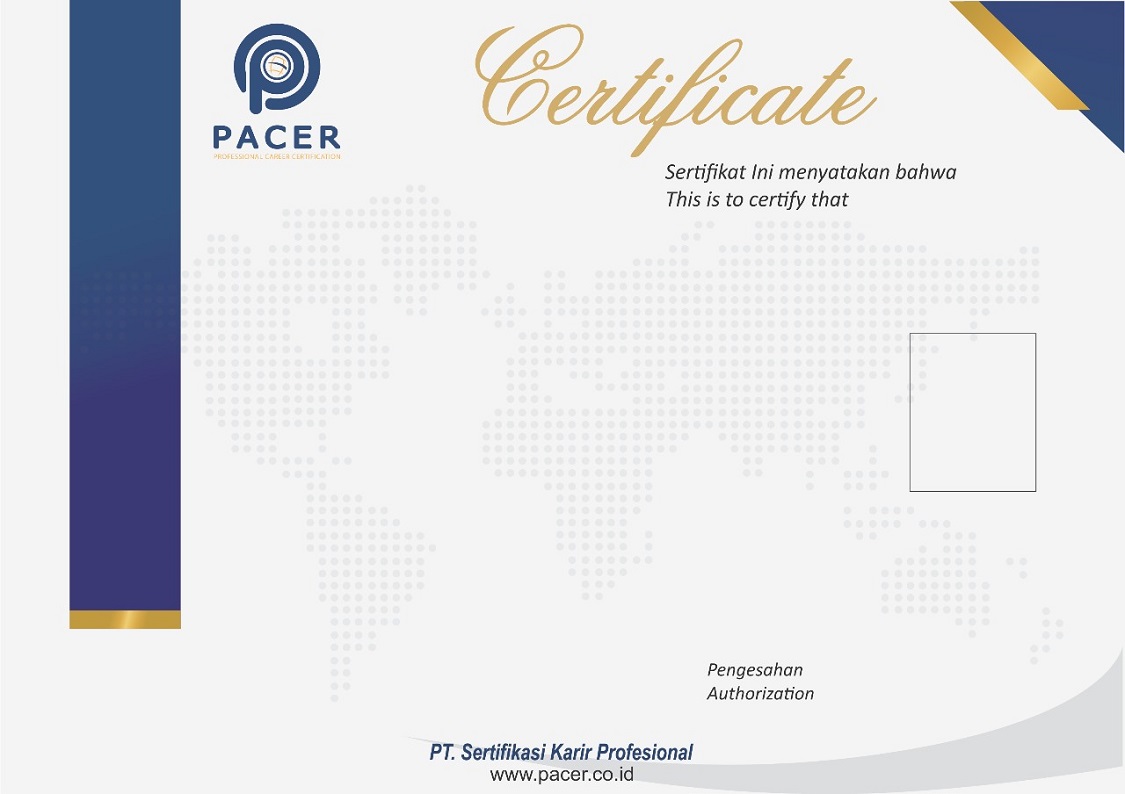 PACER
PROFESSIONAL CAREER CERTIFICATION
Certificate
Sertifikat Ini menyatakan bahwa
This is to certify that
Pengesahan
Authorization
PT. Sertifikasi Karir Profesional
www.pacer.co.id